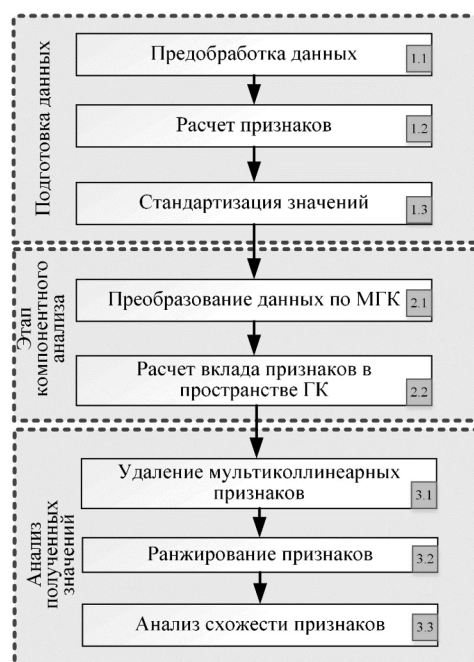 Подготовка данных
Предобработка данных
1.1
Расчет признаков
1.2
Стандартизация значений
1.3
Этап
компонентного
анализа
Преобразование данных по МГК
2.1
Расчет вклада признаков в
пространстве ГК
2.2
Анализ
полученных
значений
Удаление мультиколлинеарных
признаков
3.1
Ранжирование признаков
3.2
Анализ схожести признаков
3.3